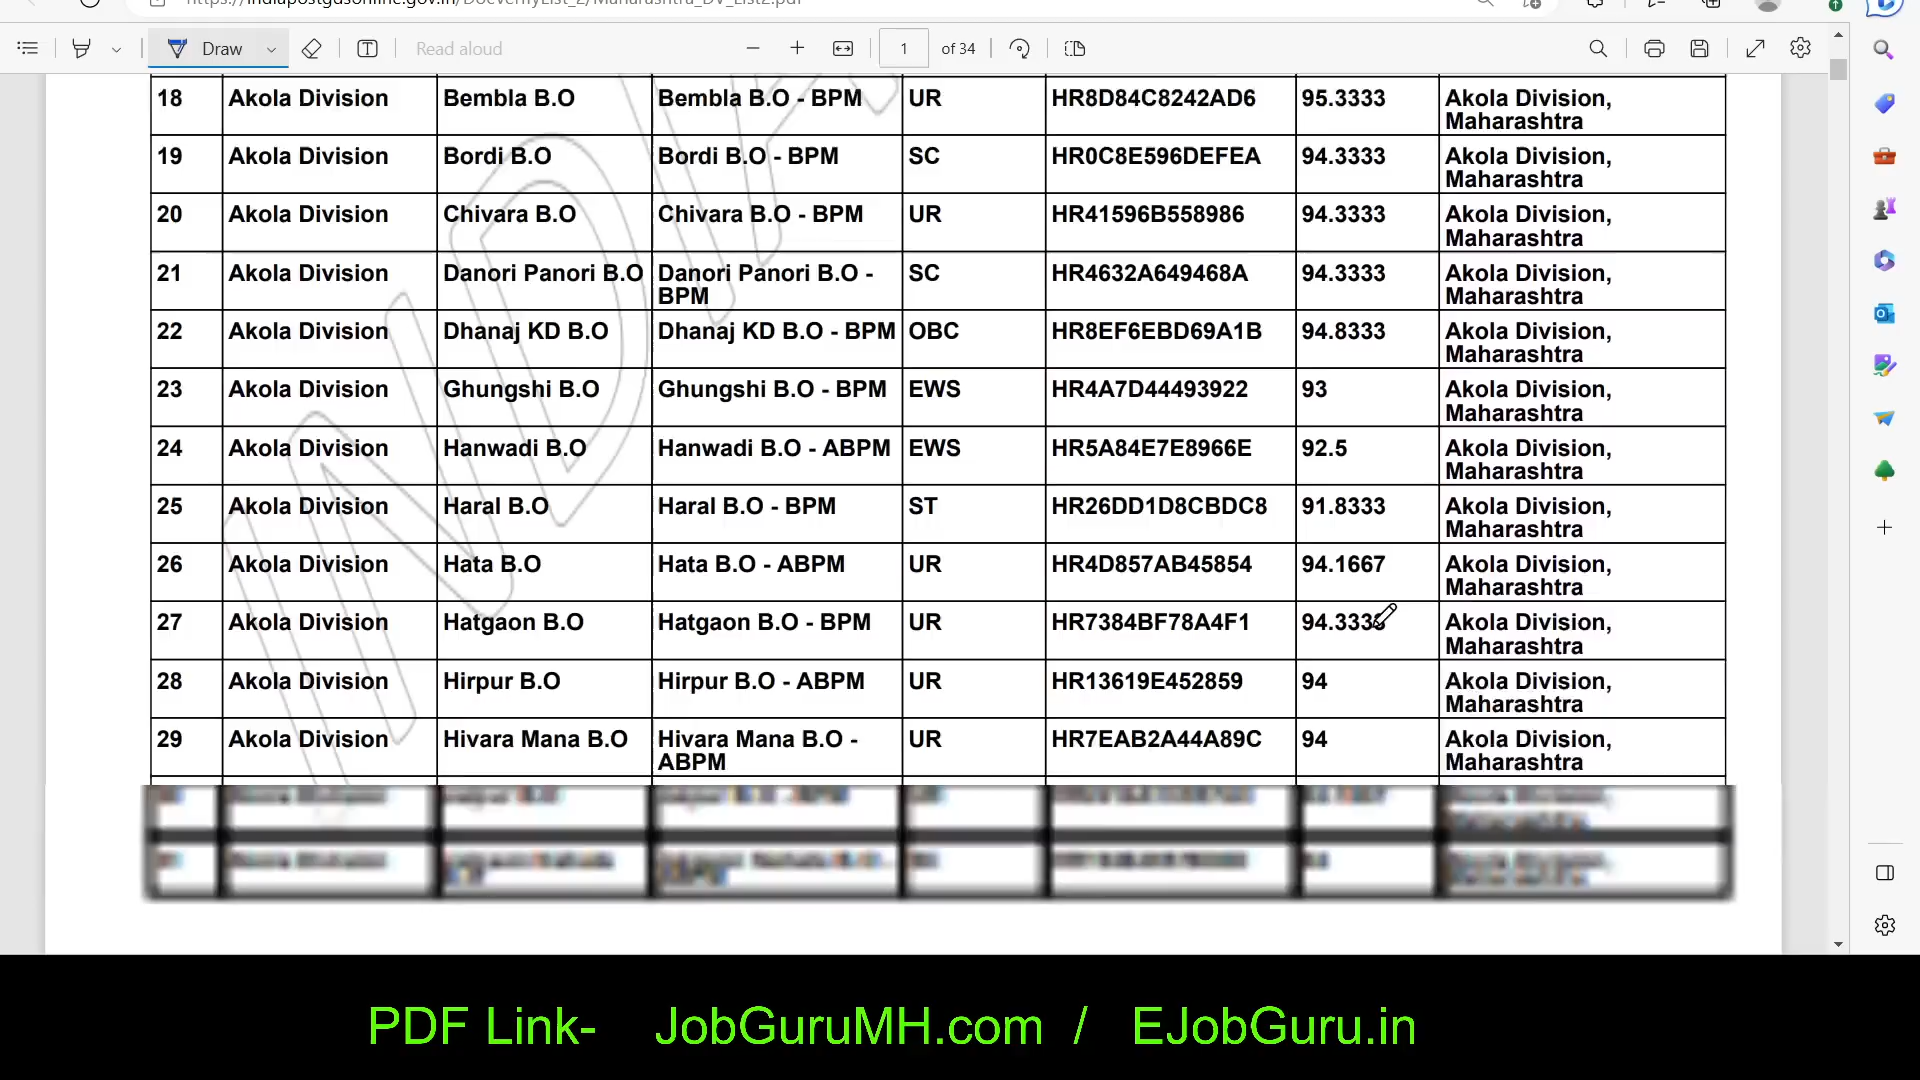 Draw
Read aloud
1 of 34
18 Akola Division Bembla B.O Bembla B.O - BPM UR HR8D84C8242AD6 95.3333 Akola Division,
Maharashtra
19 Akola Division Bordi B.O Bordi B.O - BPM SC HR0C8E596DEFEA 94.3333 Akola Division,
Maharashtra
20 Akola Division Chivara B.O Chivara B.O - BPM UR HR41596B558986 94.3333 Akola Division,
Maharashtra
21 Akola Division Danori Panori B.O Danori Panori B.O - SC HR4632A649468A 94.3333 Akola Division,
BPM Maharashtra
22 Akola Division Dhanaj KD B.O Dhanaj KD B.O - BPM OBC HR8EF6EBD69A1B 94.8333 Akola Division,
Maharashtra
23 Akola Division Ghungshi B.O Ghungshi B.O - BPM EWS HR4A7D44493922 93 Akola Division,
Maharashtra
24 Akola Division Hanwadi B.O Hanwadi B.O - ABPM EWS HR5A84E7E8966E 92.5 Akola Division,
Maharashtra
25 Akola Division Haral B.O Haral B.O - BPM ST HR26DD1D8CBDC8 91.8333 Akola Division,
Maharashtra
26 Akola Division Hata B.O Hata B.O - ABPM UR HR4D857AB45854 94.1667 Akola Division,
Maharashtra
27 Akola Division Hatgaon B.O Hatgaon B.O - BPM UR HR7384BF78A4F1 94.3333 Akola Division,
Maharashtra
28 Akola Division Hirpur B.O Hirpur B.O - ABPM UR HR13619E452859 94 Akola Division,
Maharashtra
29 Akola Division Hivara Mana B.O Hivara Mana B.O - UR HR7EAB2A44A89C 94 Akola Division,
ABPM Maharashtra
INDIA
PDF Link- JobGuruMH.com / EJobGuru.in